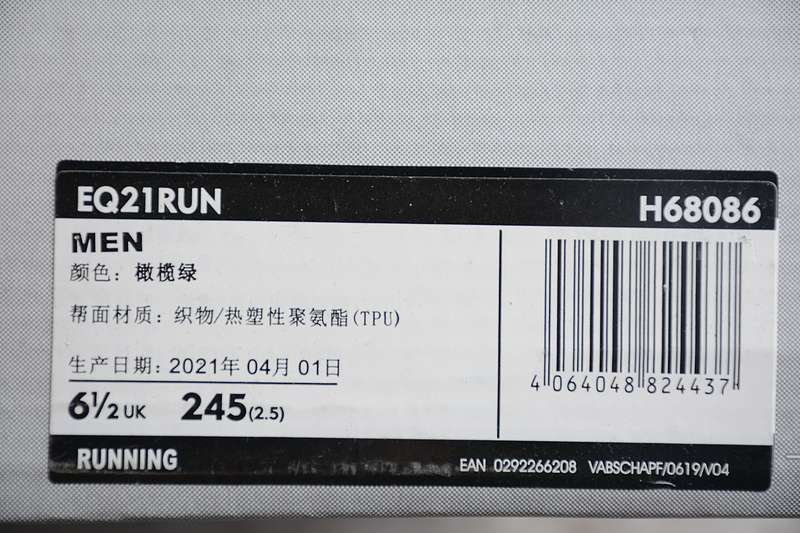 EQ21RUN
H68086
MEN
颜色：橄榄绿
帮面材质：织物/热塑性聚氨酯(TPU)
生产日期：2021年 04月 01日
6½ UK 245(2.5)
4 064048 824437
RUNNING
EAN 0292266208 VABSCHAPF/0619/V04